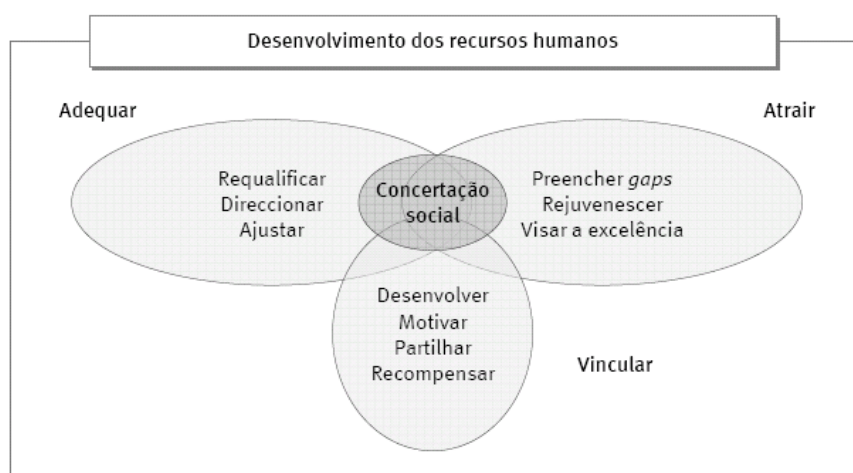 Desenvolvimento dos recursos humanos
Adequar
Atrair
Requalificar
Direccionar
Ajustar
Concertação
social
Preencher gaps
Rejuvenescer
Visar a excelência
Desenvolver
Motivar
Partilhar
Recompensar
Vincular